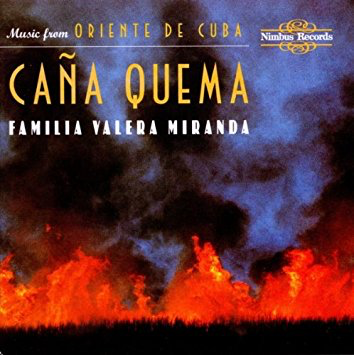 Music from ORIENTE DE CUBA
Nimbus Records
CAÑA QUEMA
FAMILIA VALERA MIRANDA